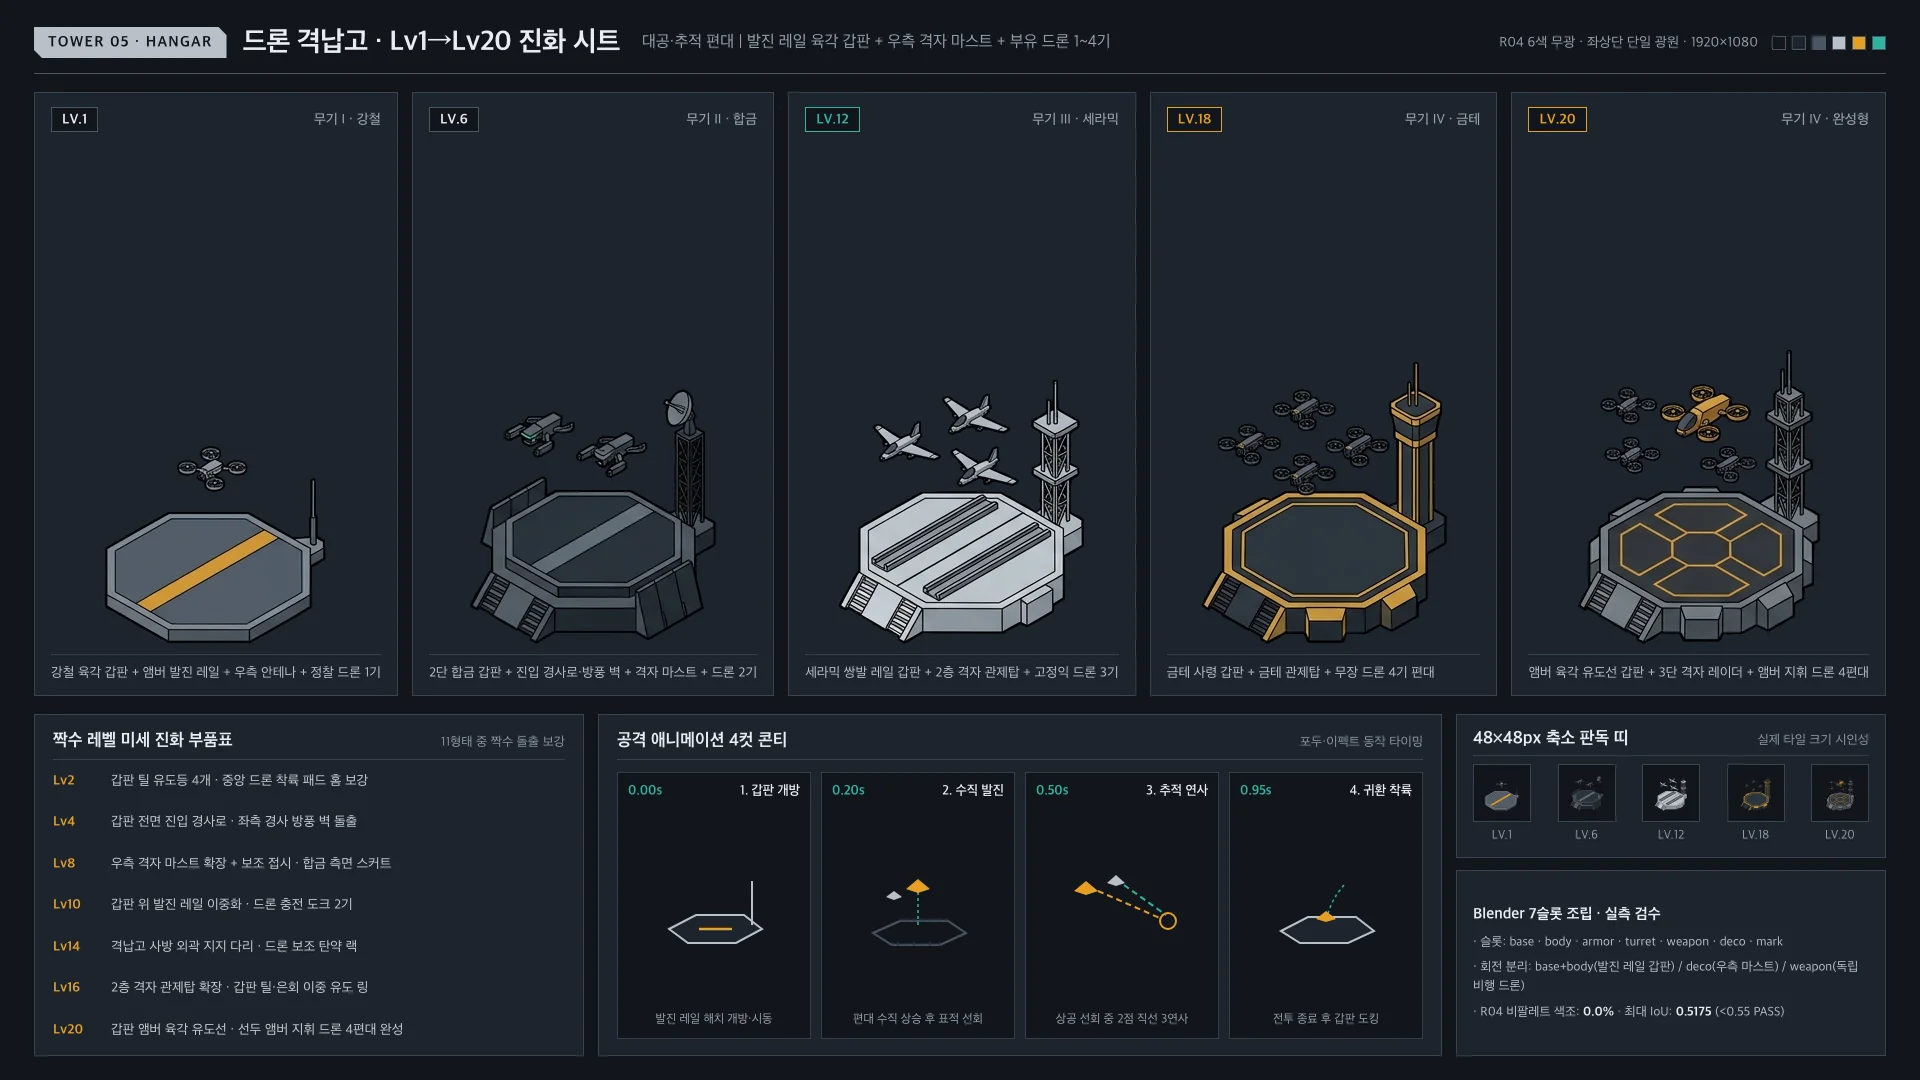 TOWER 05 · HANGAR
드론 격납고 · Lv1→Lv20 진화 시트
대공·추적 편대 | 발진 레일 육각 갑판 + 우측 격자 마스트 + 부유 드론 1~4기
R04 6색 무광 · 좌상단 단일 광원 · 1920×1080
LV.1
무기 I · 강철
강철 육각 갑판 + 앰버 발진 레일 + 우측 안테나 + 정찰 드론 1기
LV.6
무기 II · 합금
2단 합금 갑판 + 진입 경사로·방풍 벽 + 격자 마스트 + 드론 2기
LV.12
무기 III · 세라믹
세라믹 쌍발 레일 갑판 + 2층 격자 관제탑 + 고정익 드론 3기
LV.18
무기 IV · 금테
금테 사령 갑판 + 금테 관제탑 + 무장 드론 4기 편대
LV.20
무기 IV · 완성형
앰버 육각 유도선 갑판 + 3단 격자 레이더 + 앰버 지휘 드론 4편대
짝수 레벨 미세 진화 부품표
11형태 중 짝수 돌출 보강
Lv2 갑판 틸 유도등 4개 · 중앙 드론 착륙 패드 홈 보강
Lv4 갑판 전면 진입 경사로 · 좌측 경사 방풍 벽 돌출
Lv8 우측 격자 마스트 확장 + 보조 접시 · 합금 측면 스커트
Lv10 갑판 위 발진 레일 이중화 · 드론 충전 도크 2기
Lv14 격납고 사방 외곽 지지 다리 · 드론 보조 탄약 랙
Lv16 2층 격자 관제탑 확장 · 갑판 틸·은회 이중 유도 링
Lv20 갑판 앰버 육각 유도선 · 선두 앰버 지휘 드론 4편대 완성
공격 애니메이션 4컷 콘티
포두·이펙트 동작 타이밍
0.00s
1. 갑판 개방
발진 레일 해치 개방·시동
0.20s
2. 수직 발진
편대 수직 상승 후 표적 선회
0.50s
3. 추적 연사
상공 선회 중 2점 직선 3연사
0.95s
4. 귀환 착륙
전투 종료 후 갑판 도킹
48×48px 축소 판독 띠
실제 타일 크기 시인성
LV.1
LV.6
LV.12
LV.18
LV.20
Blender 7슬롯 조립 · 실측 검수
· 슬롯: base · body · armor · turret · weapon · deco · mark
· 회전 분리: base+body(발진 레일 갑판) / deco(우측 마스트) / weapon(독립
비행 드론)
· R04 비팔레트 색조: 0.0% · 최대 IoU: 0.5175 (<0.55 PASS)